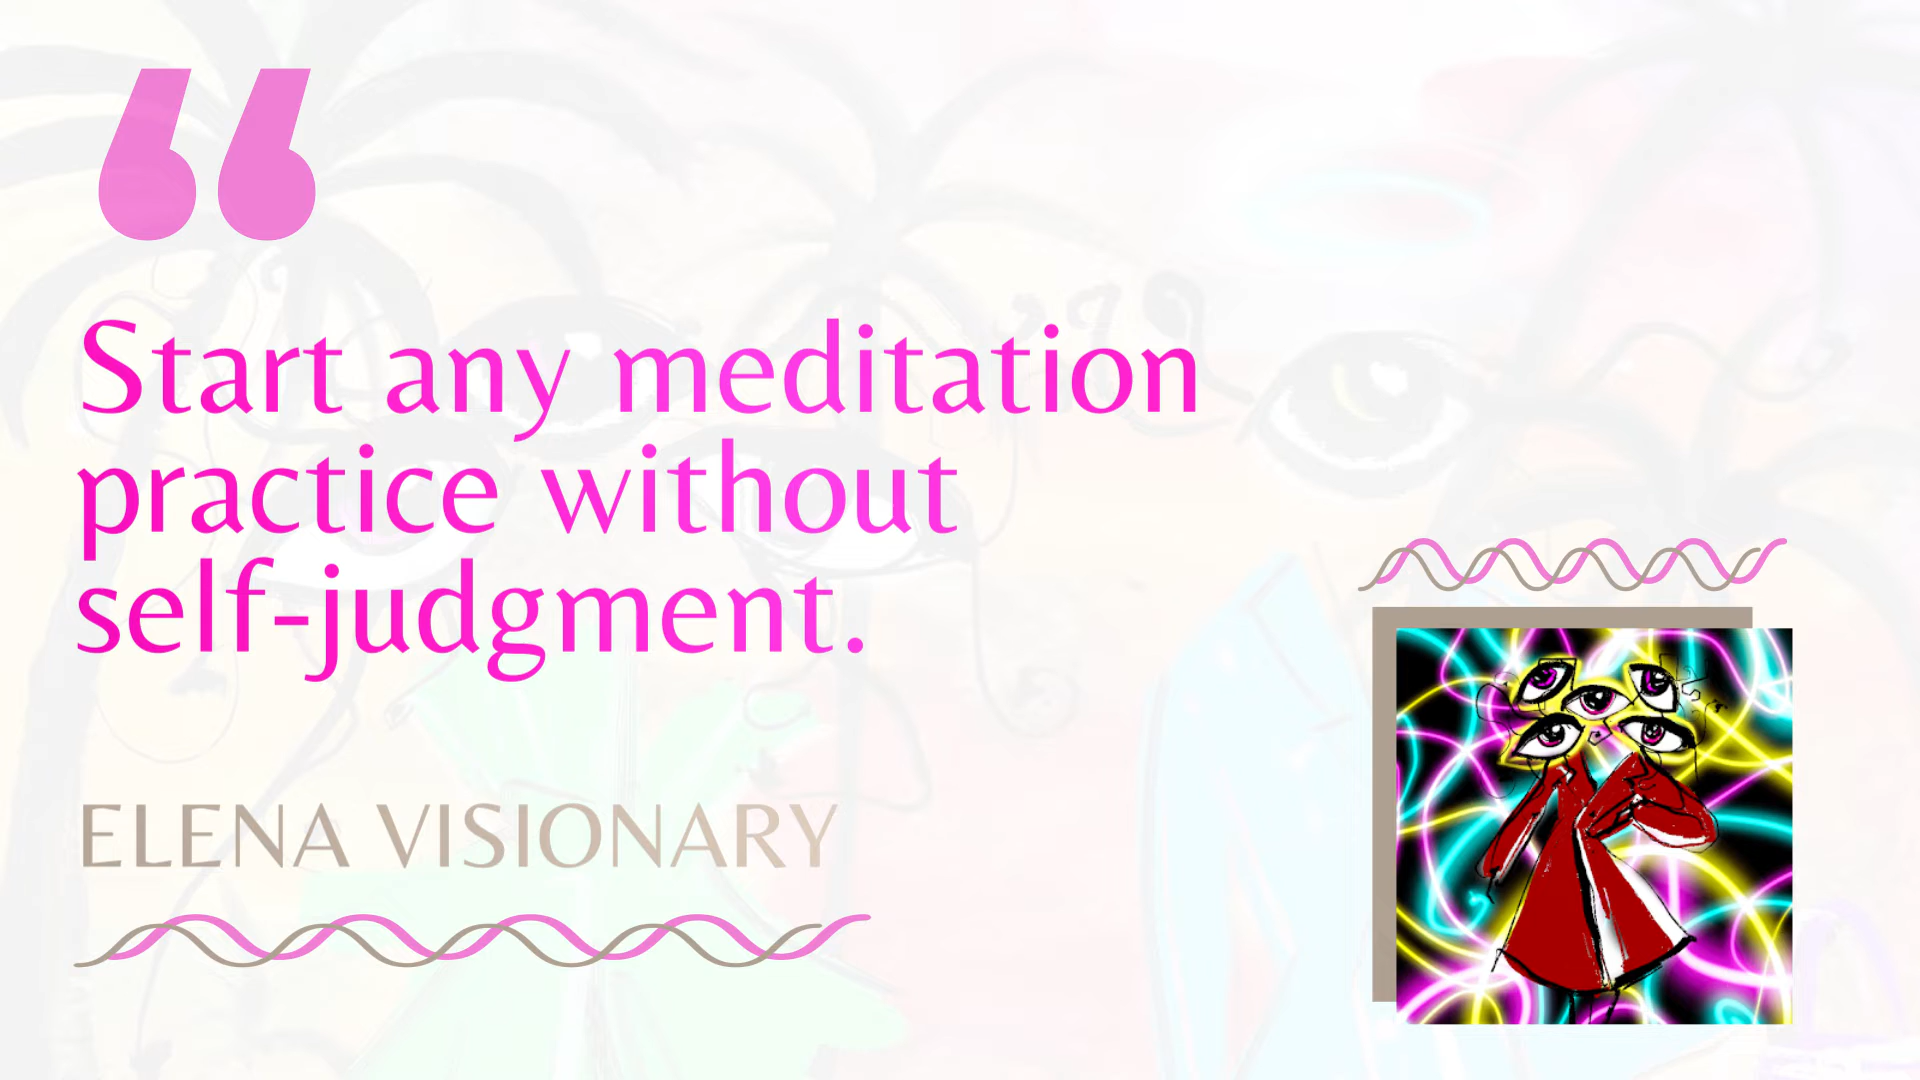 “
Start any meditation
practice without
self-judgment.
ELENA VISIONARY